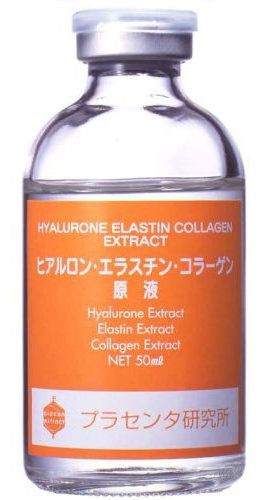 HYALURONE ELASTIN COLLAGEN
EXTRACT
ヒアルロン・エラスチン・コラーゲン
原液
Hyalurone Extract
Elastin Extract
Collagen Extract
NET 50ml
プラセンタ研究所